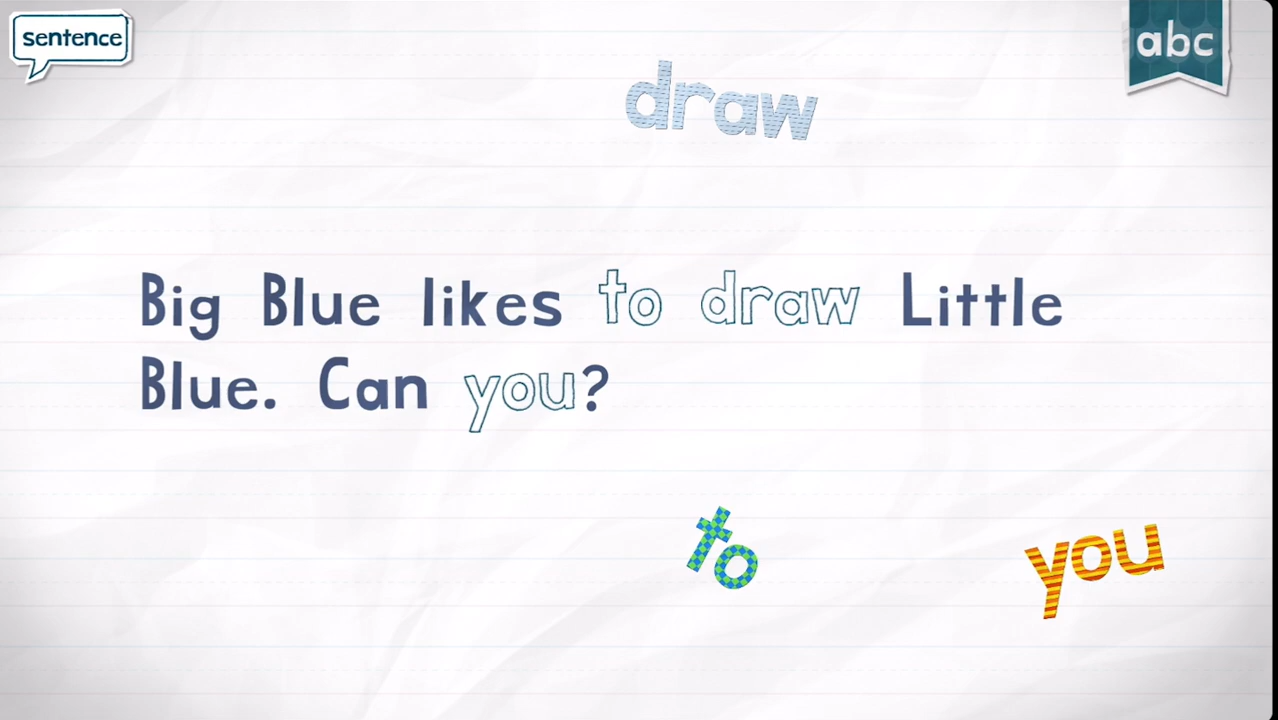 sentence
abc
draw
Big Blue likes to draw Little
Blue. Can you?
to
you